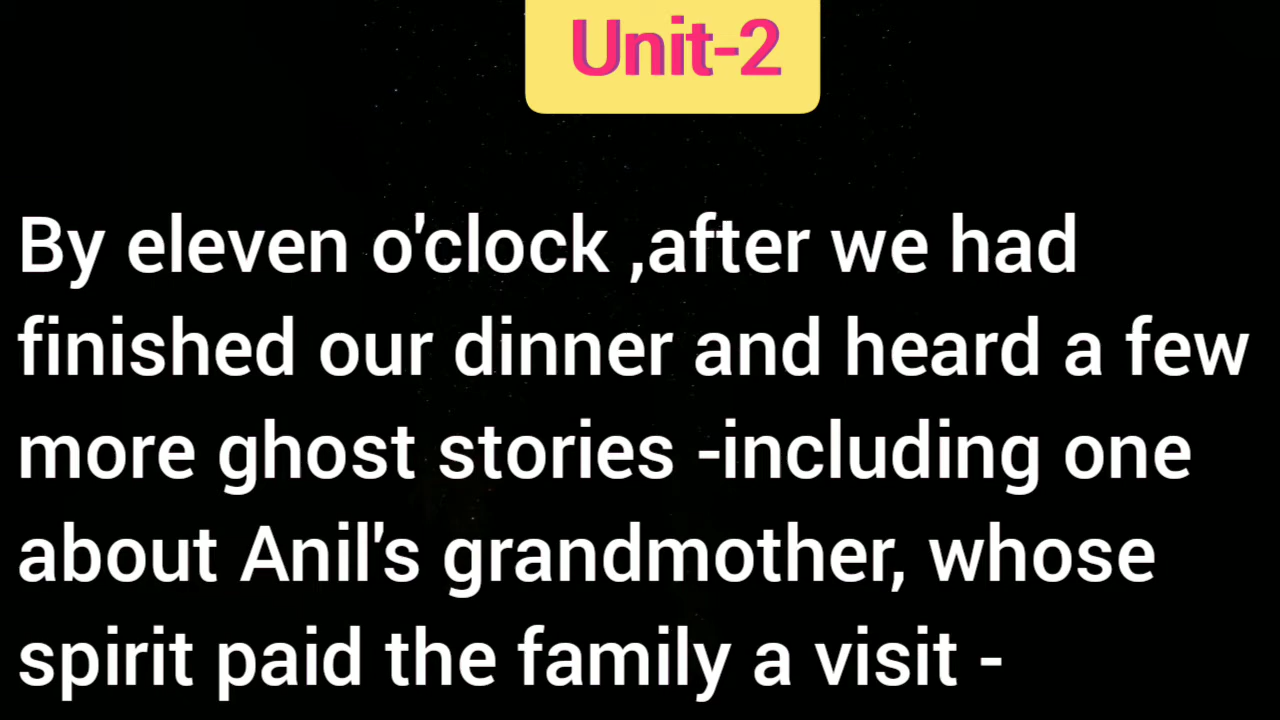 Unit-2
By eleven o'clock ,after we had
finished our dinner and heard a few
more ghost stories -including one
about Anil's grandmother, whose
spirit paid the family a visit -